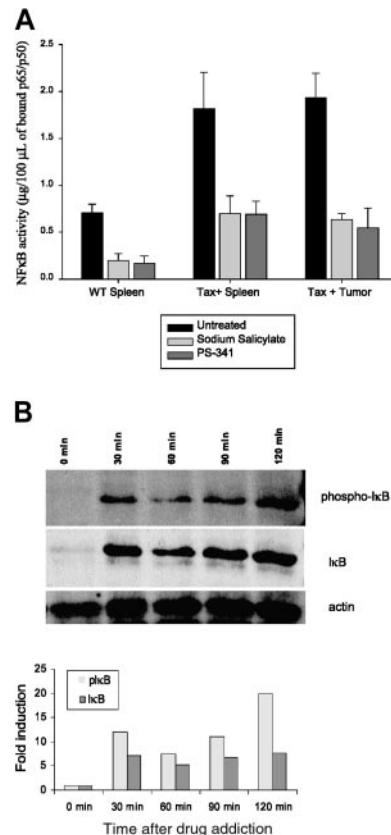 A
NFκB activity (µg/100 µL of bound p65/p50)
2.5
2.0
1.5
1.0
0.5
0.0
WT Spleen Tax+ Spleen Tax + Tumor
Untreated
Sodium Salicylate
PS-341
B
0 min 30 min 60 min 90 min 120 min
phospho-IκB
IκB
actin
Fold induction
25
20
15
10
5
0
pIκB
IκB
0 min 30 min 60 min 90 min 120 min
Time after drug addiction